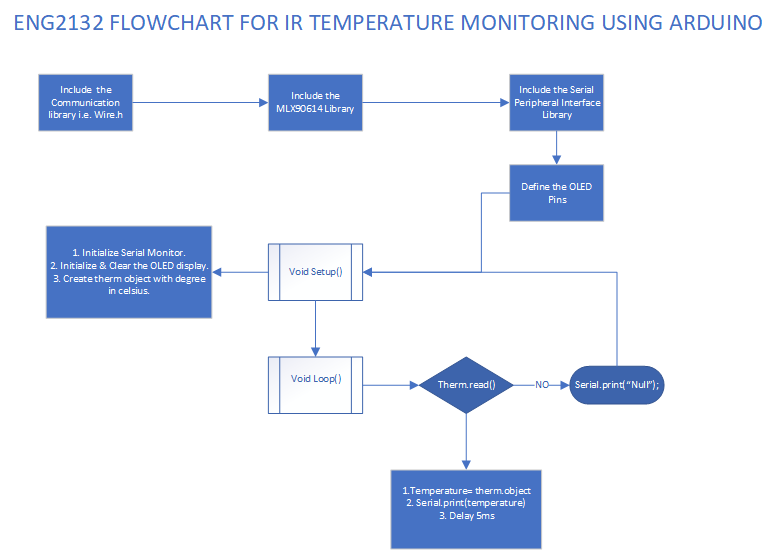 ENG2132 FLOWCHART FOR IR TEMPERATURE MONITORING USING ARDUINO
Include the
Communication
library i.e. Wire.h
Include the
MLX90614 Library
Include the Serial
Peripheral Interface
Library
Define the OLED
Pins
1. Initialize Serial Monitor.
2. Initialize & Clear the OLED display.
3. Create therm object with degree
in celsius.
Void Setup()
Void Loop()
Therm.read()
NO
Serial.print("Null");
1.Temperature= therm.object
2. Serial.print(temperature)
3. Delay 5ms